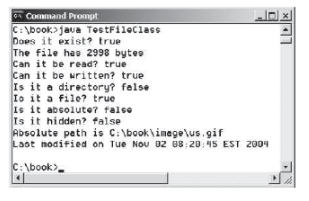 Command Prompt
C:\book>java TestFileClass
Does it exist? true
The file has 2998 bytes
Can it be read? true
Can it be written? true
Is it a directory? false
Is it a file? true
Is it absolute? false
Is it hidden? false
Absolute path is C:\book\image\us.gif
Last modified on Tue Nov 02 08:20:45 EST 2004
C:\book>_